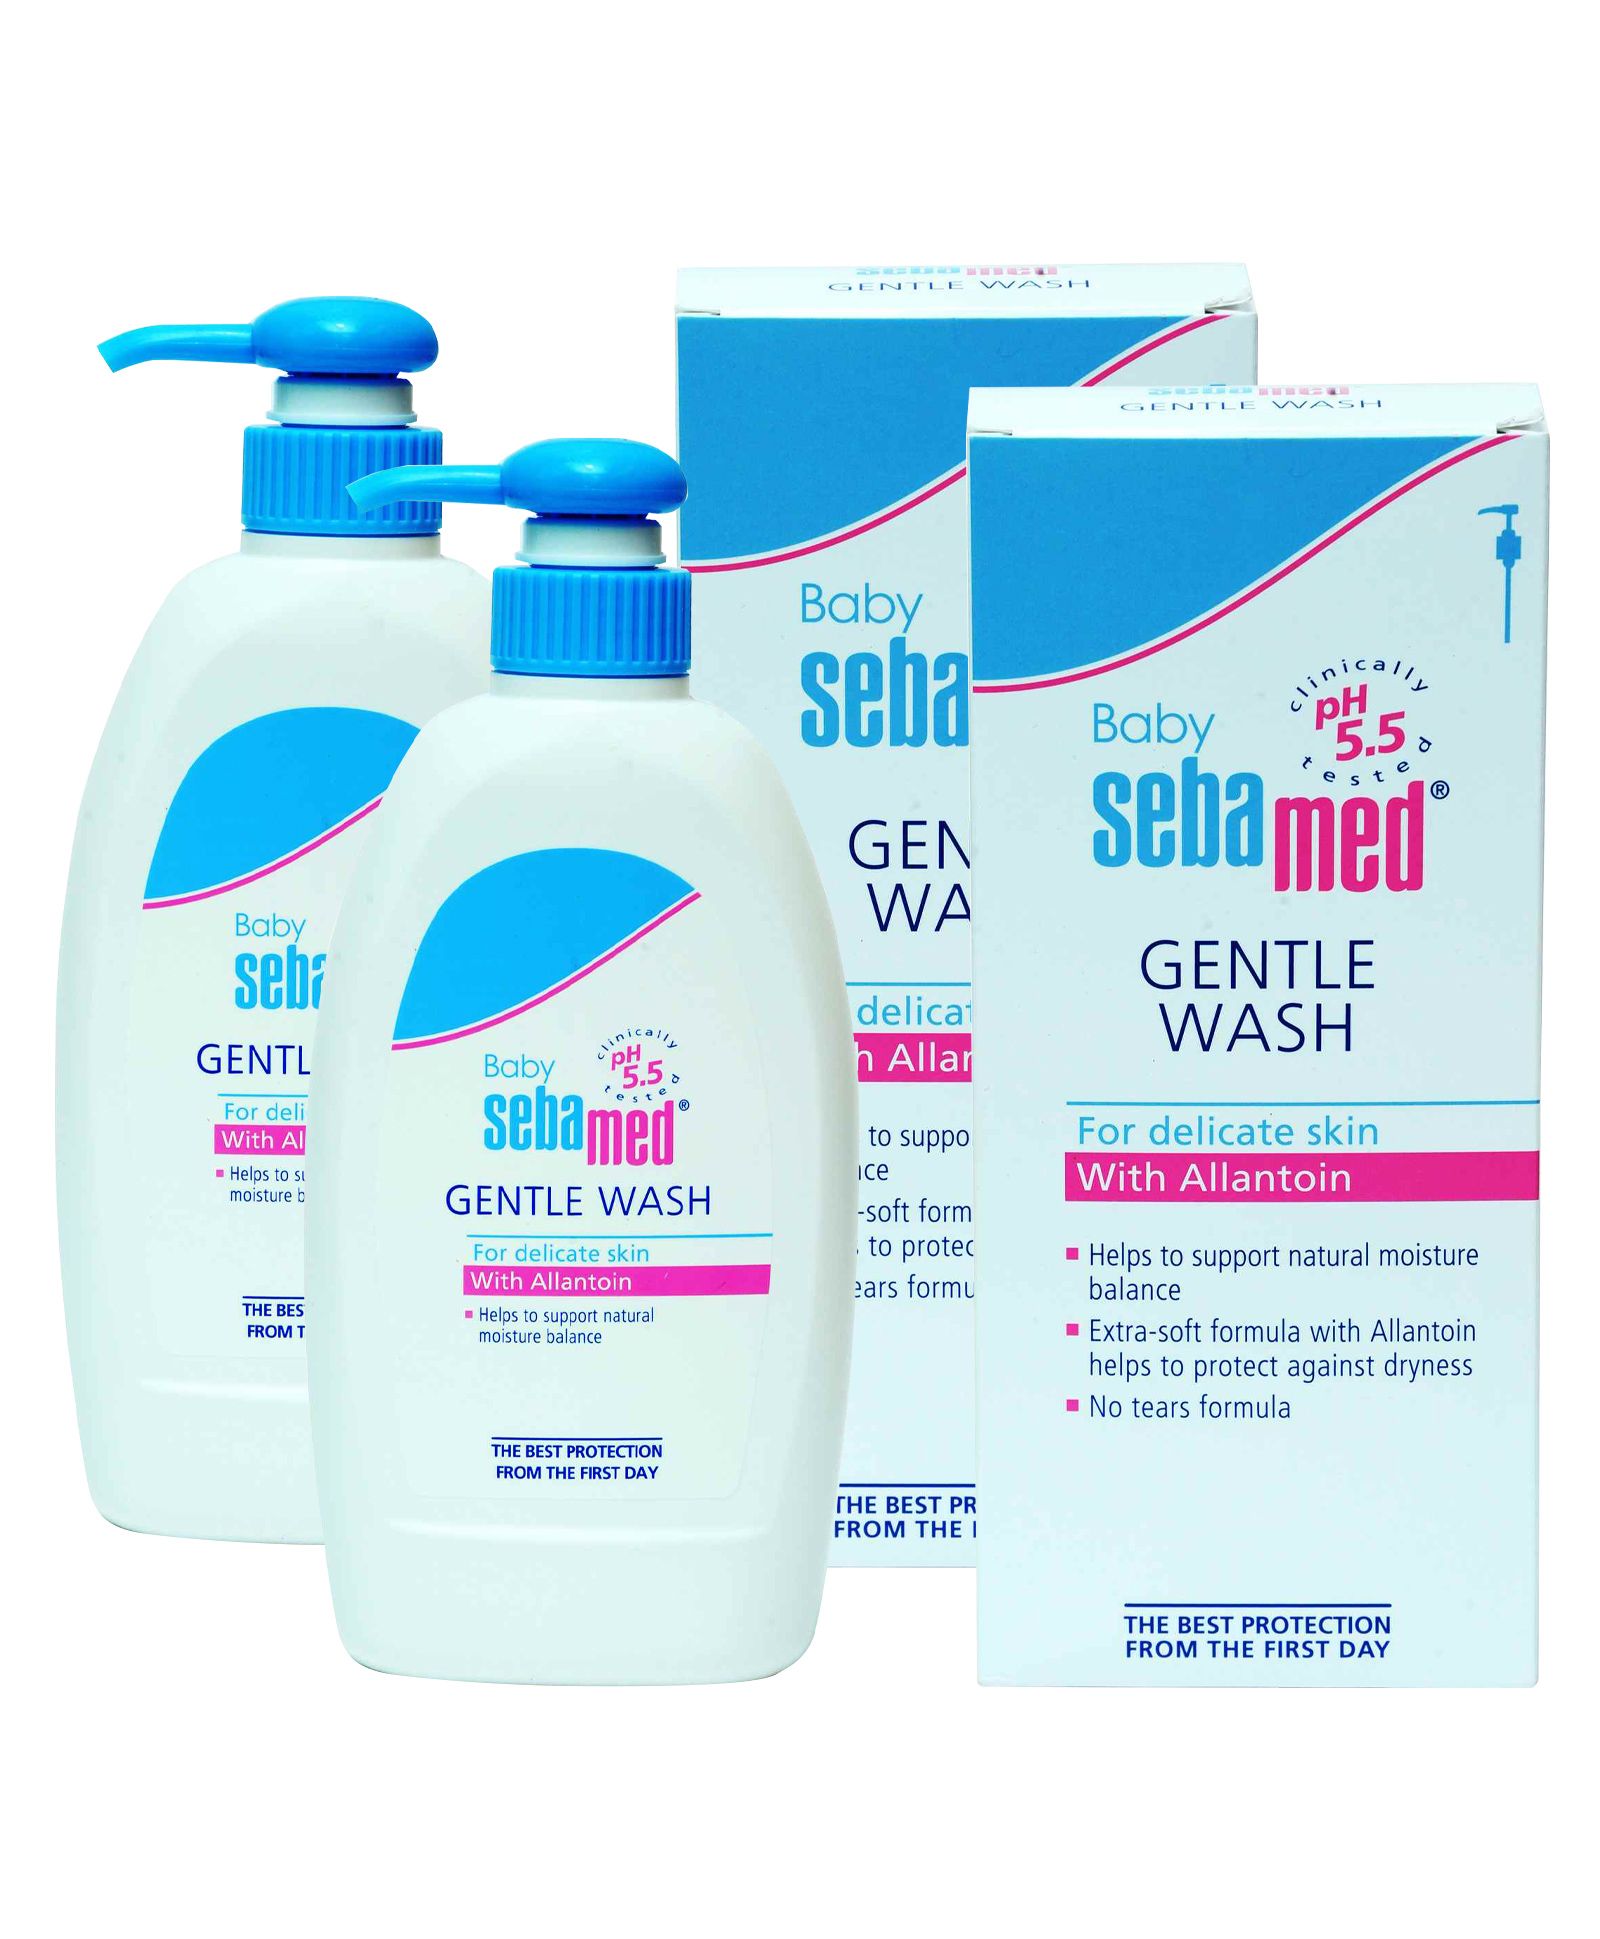 Baby
seba
GENTL
For deli
With Al
Helps to su
moisture b
THE BES
FROM T
Baby
clinically
pH
5.5
tested
sebamed®
GENTLE WASH
For delicate skin
With Allantoin
Helps to support natural
moisture balance
THE BEST PROTECTION
FROM THE FIRST DAY
sebamed
GENTLE WASH
Baby
seba
GEN
WA
delicat
h Allan
to suppo
nce
-soft form
to protec
ears formu
THE BEST PR
FROM THE
sebamed
GENTLE WASH
clinically
pH
5.5
tested
Baby
sebamed®
GENTLE
WASH
For delicate skin
With Allantoin
Helps to support natural moisture
balance
Extra-soft formula with Allantoin
helps to protect against dryness
No tears formula
THE BEST PROTECTION
FROM THE FIRST DAY